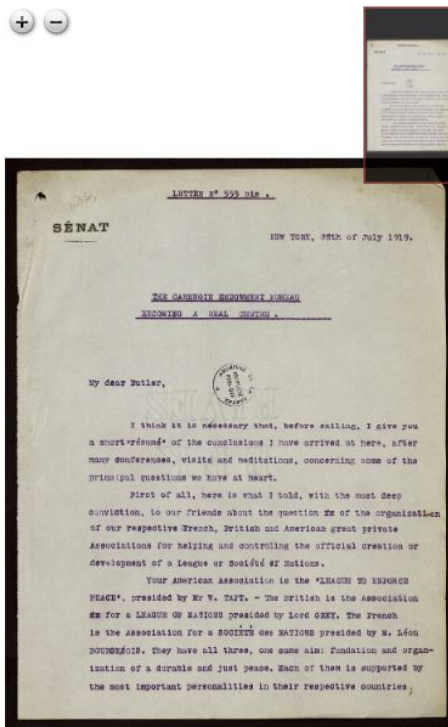 LETTRE N° 555 bis .
SÉNAT
NEW YORK, 28th of July 1919.
THE CARNEGIE ENDOWMENT BUREAU
BECOMING A REAL CENTRE .
My dear Butler,
I think it is necessary that, before sailing, I give you
a short "résumé" of the conclusions I have arrived at here, after
many conferences, visits and meditations, concerning some of the
principal questions we have at heart.
First of all, here is what I told, with the most deep
conviction, to our friends about the question of the organization
of our respective French, British and American great private
Associations for helping and controling the official creation or
development of a League or Société of Nations.
Your American Association is the "LEAGUE TO ENFORCE
PEACE", presided by Mr W. TAFT. - The British is the Association
for a LEAGUE OF NATIONS presided by Lord GREY. The French
is the Association for a SOCIÉTÉ des NATIONS presided by M. Léon
BOURGEOIS. They have all three, one same aim: fundation and organ-
ization of a durable and just peace. Each of them is supported by
the most important personalities in their respective countries;